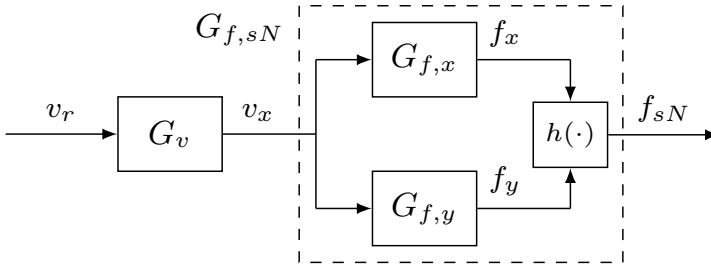 G_{f,sN}
G_{f,x}
f_x
v_r
G_v
v_x
h(·)
f_{sN}
G_{f,y}
f_y